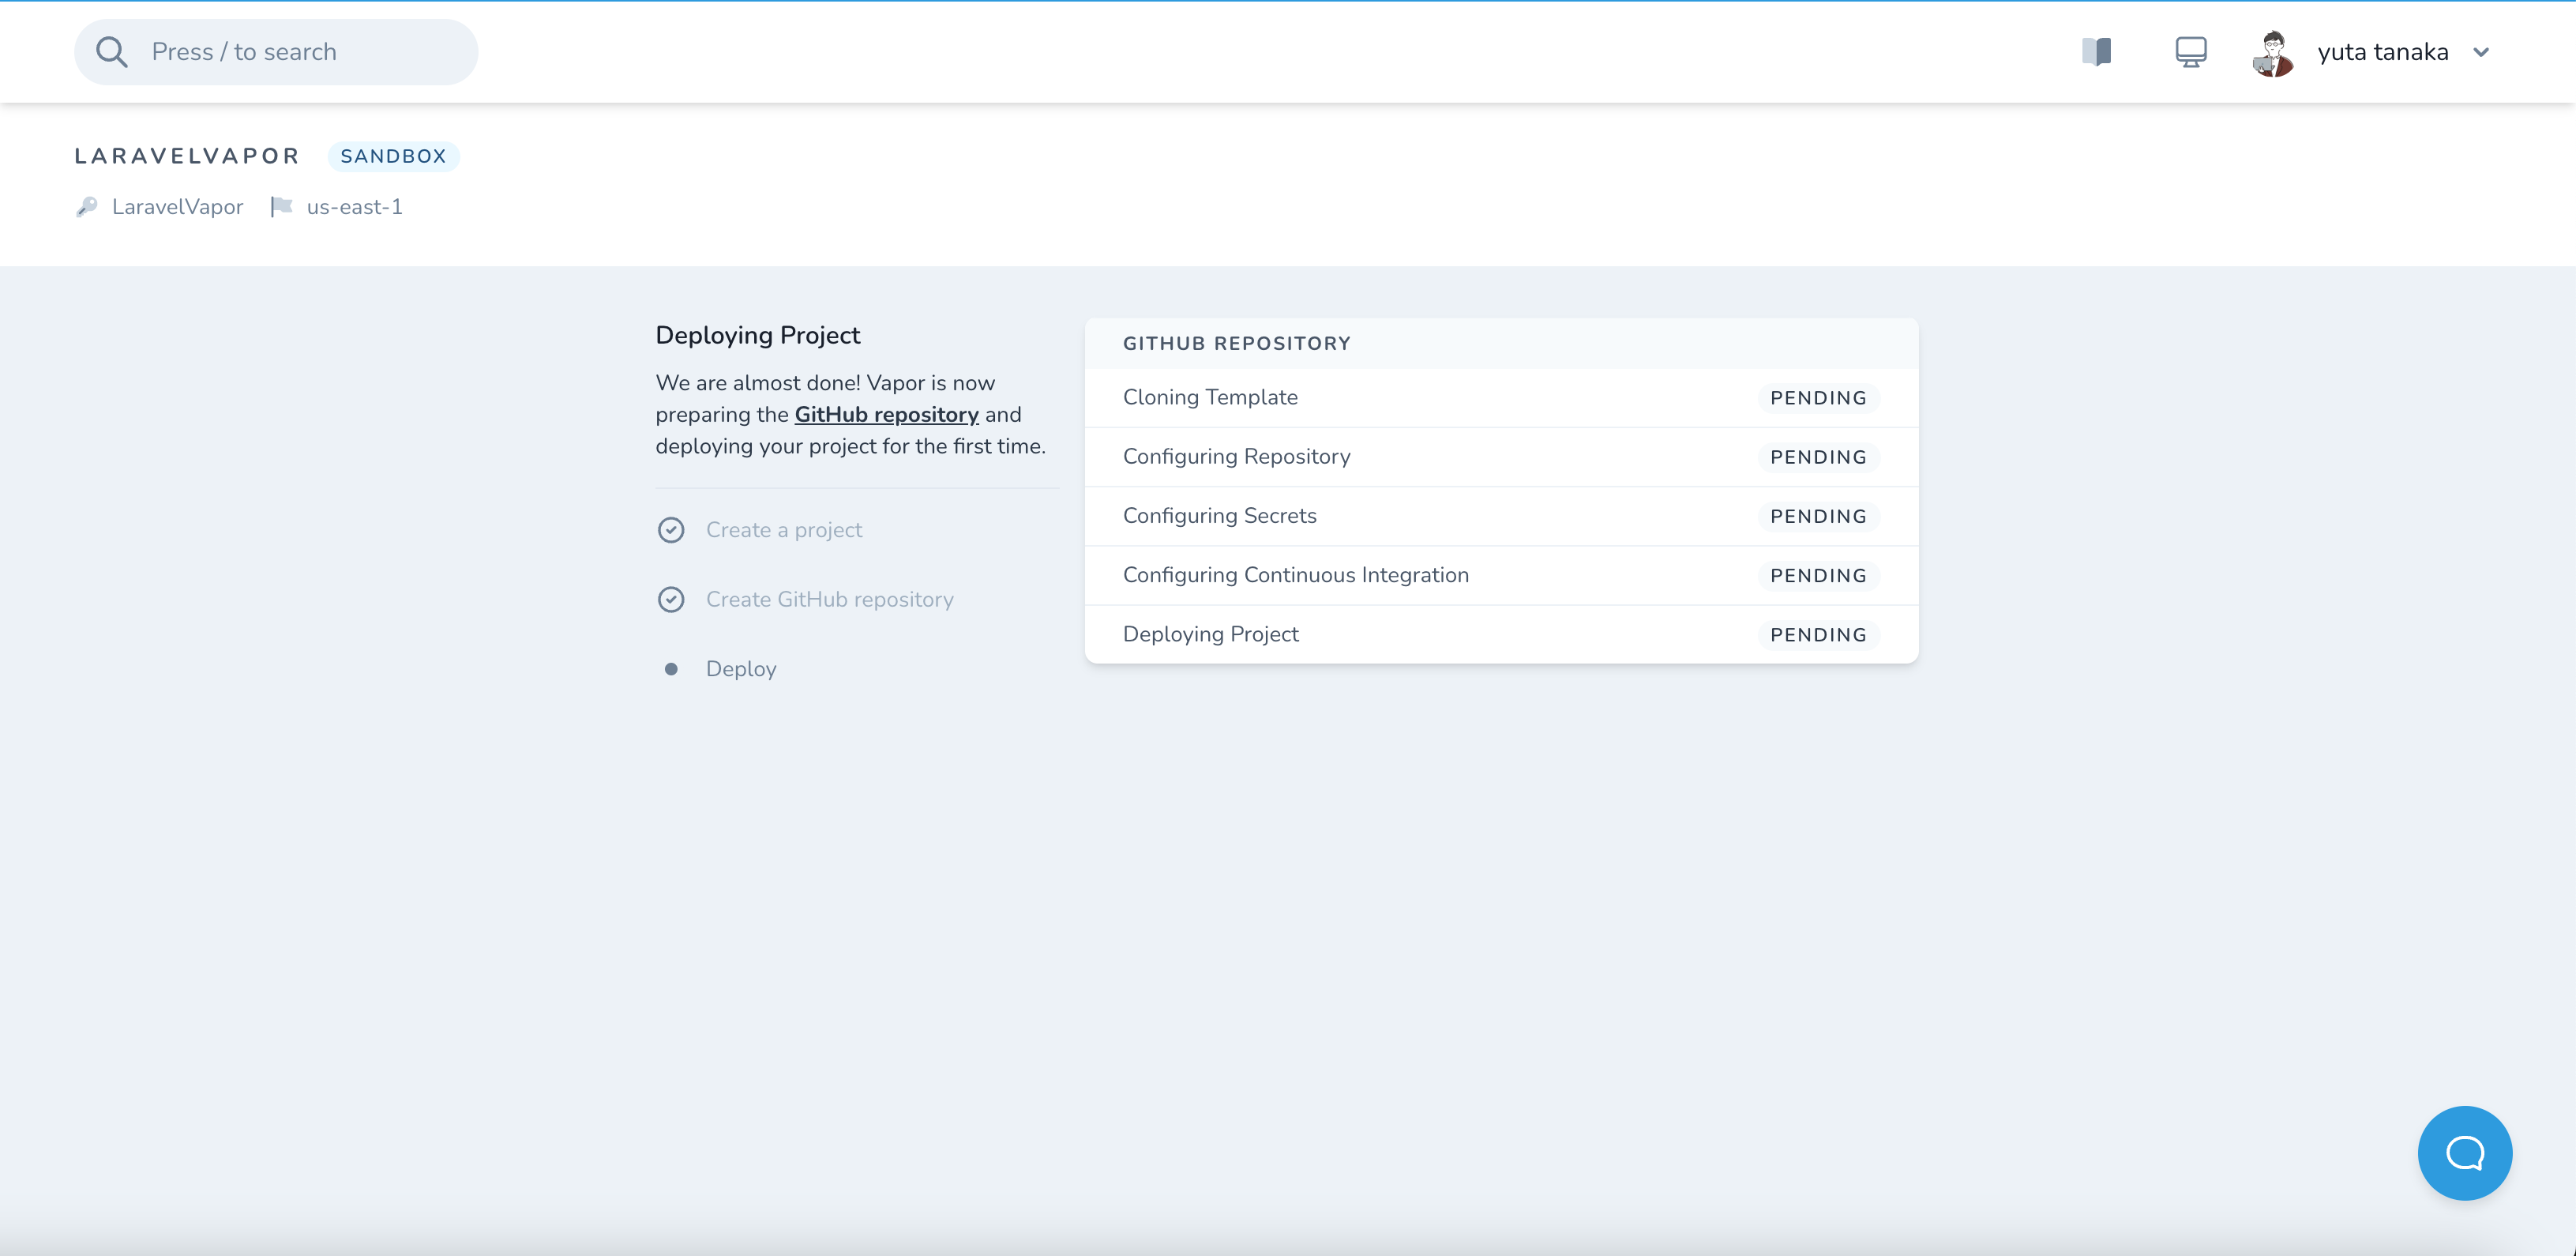 Press / to search
yuta tanaka
LARAVELVAPOR SANDBOX
LaravelVapor us-east-1
Deploying Project
We are almost done! Vapor is now
preparing the GitHub repository and
deploying your project for the first time.
Create a project
Create GitHub repository
Deploy
GITHUB REPOSITORY
Cloning Template PENDING
Configuring Repository PENDING
Configuring Secrets PENDING
Configuring Continuous Integration PENDING
Deploying Project PENDING